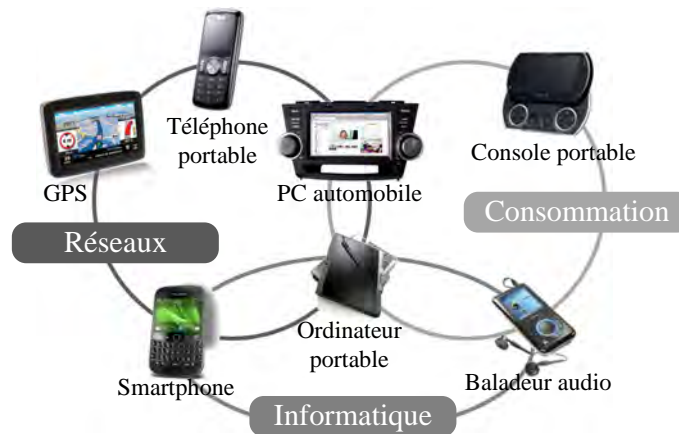 Téléphone
portable
GPS
PC automobile
Console portable
Réseaux
Consommation
Ordinateur
portable
Smartphone
Baladeur audio
Informatique